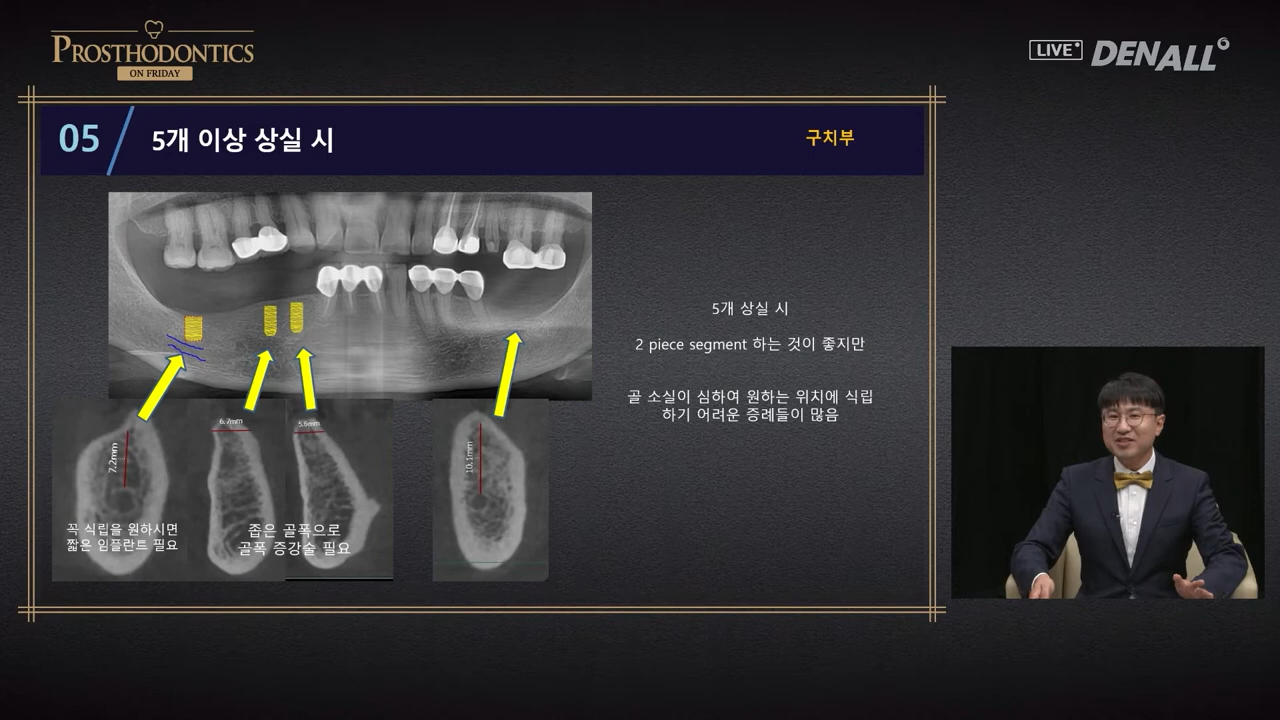 PROSTHODONTICS
ON FRIDAY
LIVE
DENALL
05
5개 이상 상실 시
구치부
5개 상실 시
2 piece segment 하는 것이 좋지만
골 소실이 심하여 원하는 위치에 식립
하기 어려운 증례들이 많음
7.2mm
6.7mm
5.6mm
10.1mm
꼭 식립을 원하시면
짧은 임플란트 필요
좁은 골폭으로
골폭 증강술 필요